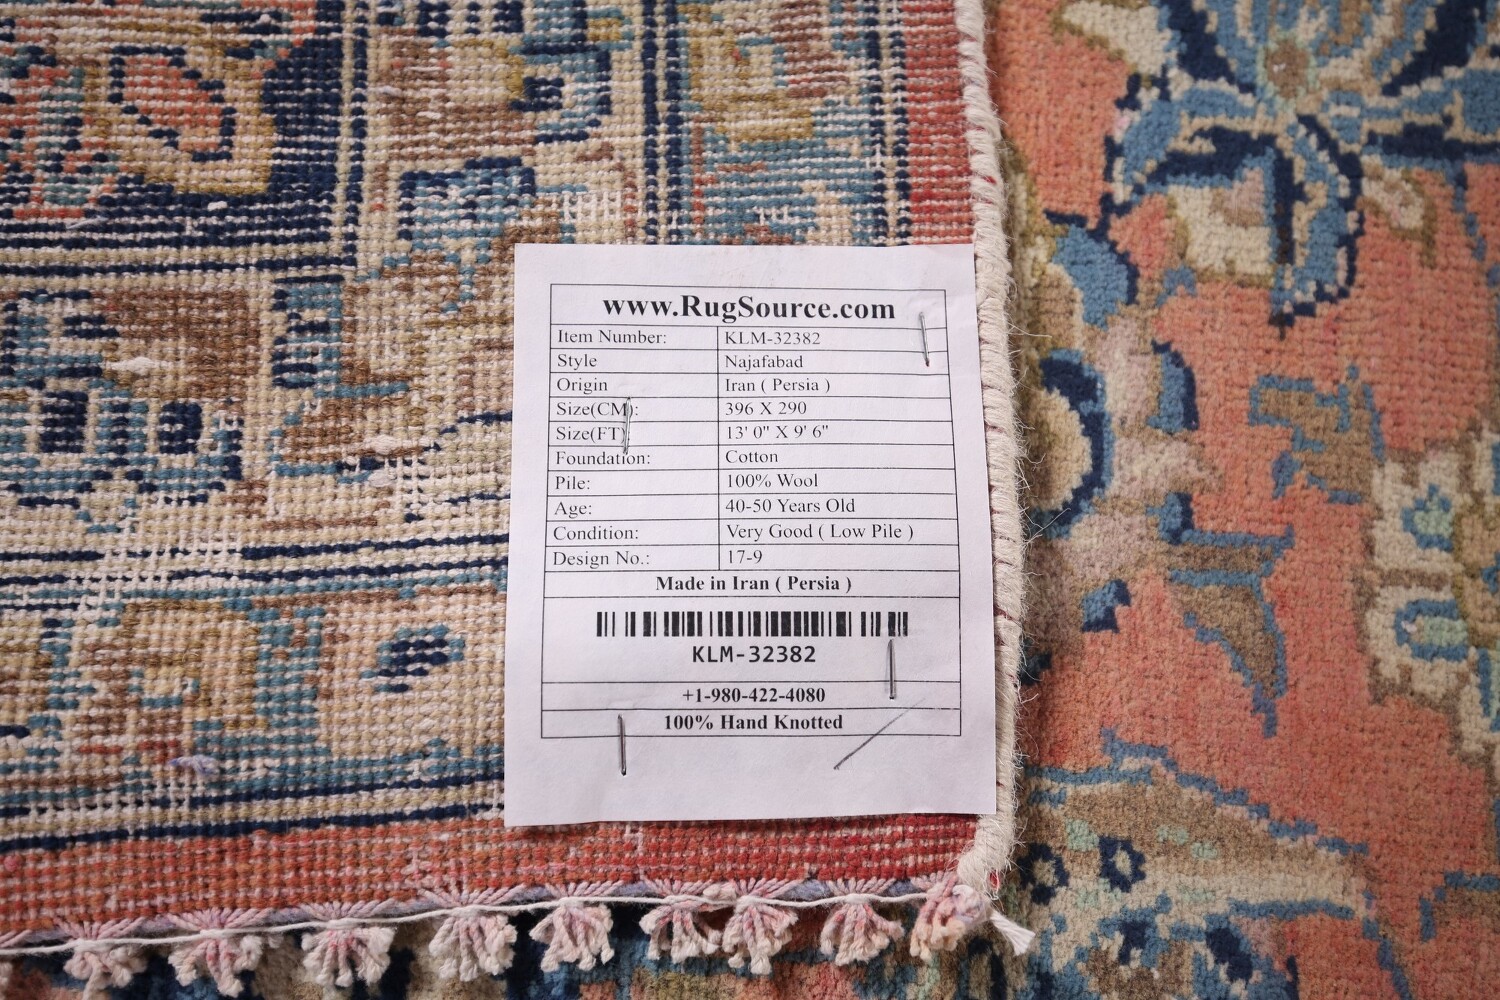 www.RugSource.com
Item Number: KLM-32382
Style Najafabad
Origin Iran ( Persia )
Size(CM): 396 X 290
Size(FT): 13' 0" X 9' 6"
Foundation: Cotton
Pile: 100% Wool
Age: 40-50 Years Old
Condition: Very Good ( Low Pile )
Design No.: 17-9
Made in Iran ( Persia )
KLM-32382
+1-980-422-4080
100% Hand Knotted